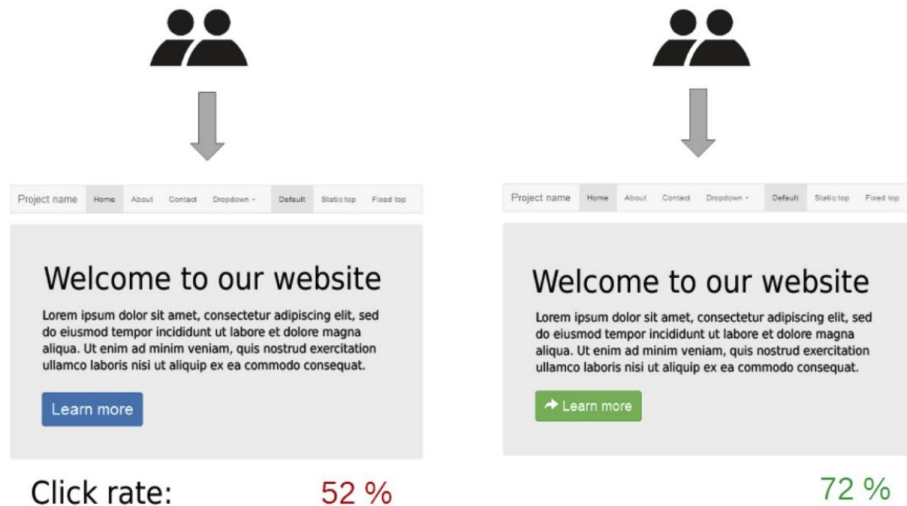 Project name Home About Contact Dropdown Default Static top Fixed top
Welcome to our website
Lorem ipsum dolor sit amet, consectetur adipiscing elit, sed
do eiusmod tempor incididunt ut labore et dolore magna
aliqua. Ut enim ad minim veniam, quis nostrud exercitation
ullamco laboris nisi ut aliquip ex ea commodo consequat.
Learn more
Click rate: 52 %
Project name Home About Contact Dropdown Default Static top Fixed top
Welcome to our website
Lorem ipsum dolor sit amet, consectetur adipiscing elit, sed
do eiusmod tempor incididunt ut labore et dolore magna
aliqua. Ut enim ad minim veniam, quis nostrud exercitation
ullamco laboris nisi ut aliquip ex ea commodo consequat.
Learn more
72 %